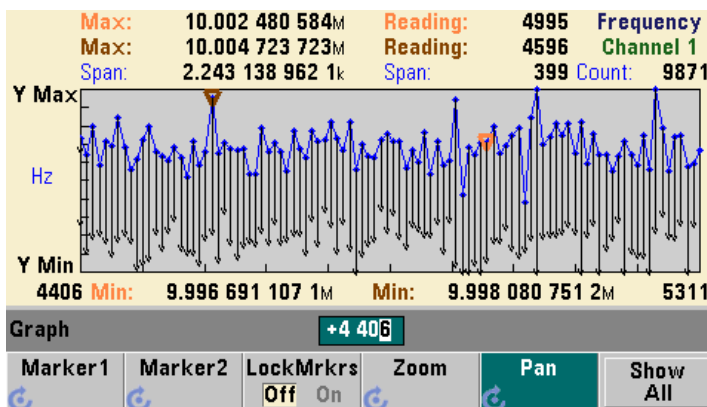 Max: 10.002 480 584M Reading: 4995 Frequency
Max: 10.004 723 723M Reading: 4596 Channel 1
Span: 2.243 138 962 1k Span: 399 Count: 9871
Y Max
Hz
Y Min
4406 Min: 9.996 691 107 1M Min: 9.998 080 751 2M 5311
Graph +4 406
Marker1 Marker2 LockMrkrs Zoom Pan Show All
Off On